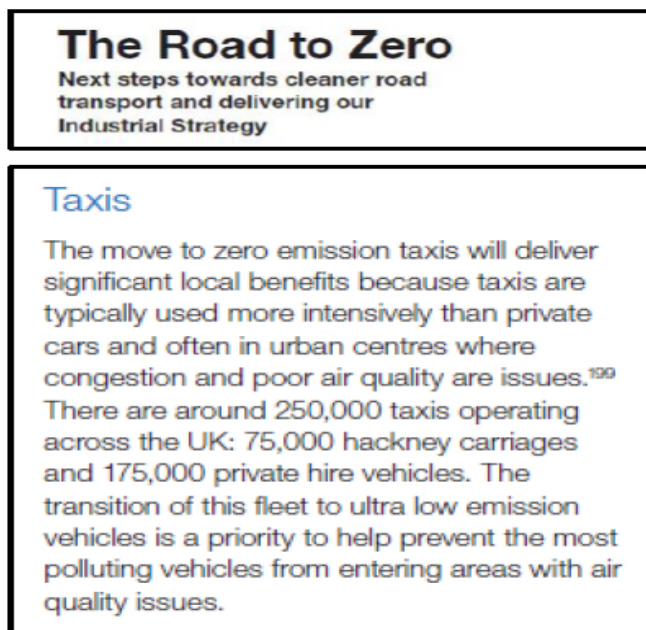 The Road to Zero
Next steps towards cleaner road
transport and delivering our
Industrial Strategy
Taxis
The move to zero emission taxis will deliver
significant local benefits because taxis are
typically used more intensively than private
cars and often in urban centres where
congestion and poor air quality are issues.¹⁹⁹
There are around 250,000 taxis operating
across the UK: 75,000 hackney carriages
and 175,000 private hire vehicles. The
transition of this fleet to ultra low emission
vehicles is a priority to help prevent the most
polluting vehicles from entering areas with air
quality issues.